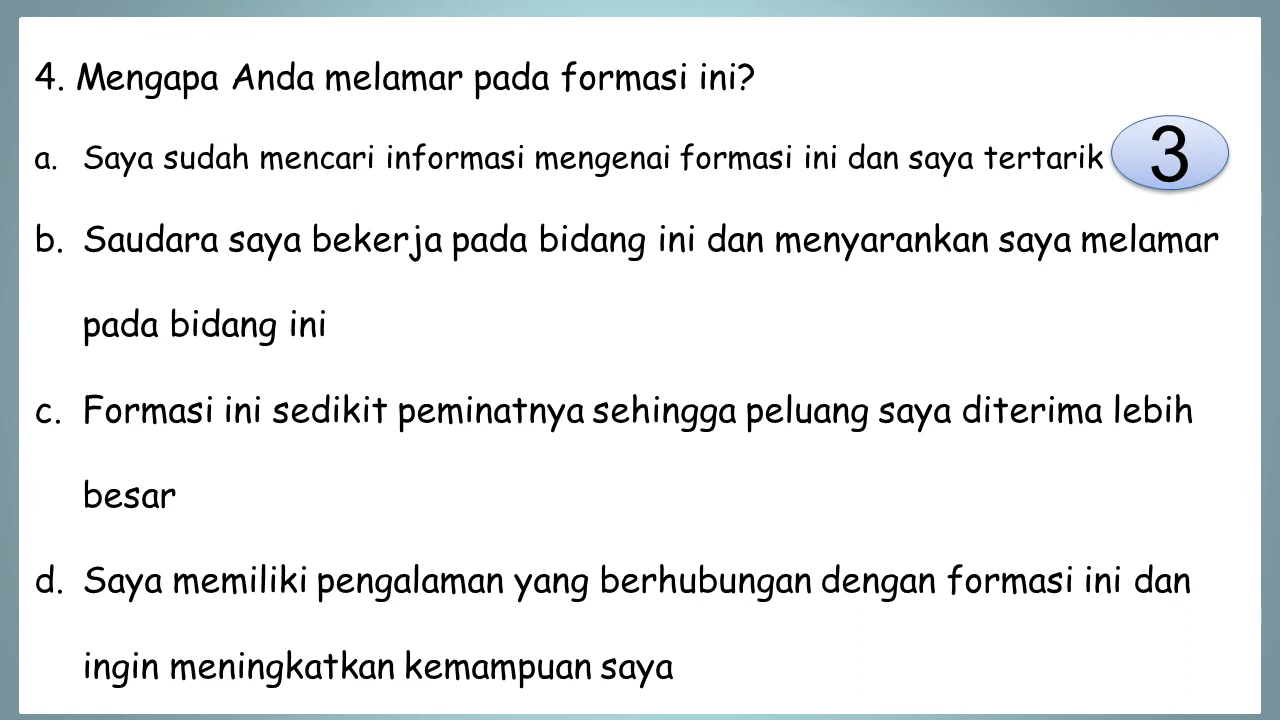 4. Mengapa Anda melamar pada formasi ini?
a. Saya sudah mencari informasi mengenai formasi ini dan saya tertarik 3
b. Saudara saya bekerja pada bidang ini dan menyarankan saya melamar
pada bidang ini
c. Formasi ini sedikit peminatnya sehingga peluang saya diterima lebih
besar
d. Saya memiliki pengalaman yang berhubungan dengan formasi ini dan
ingin meningkatkan kemampuan saya